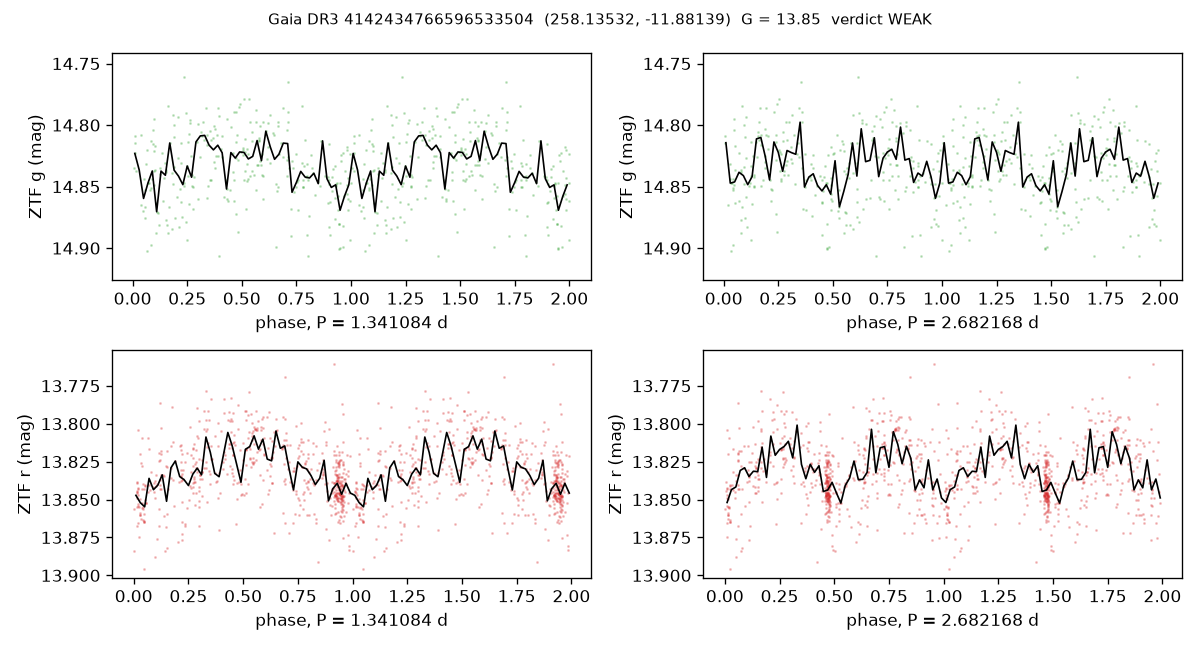 Gaia DR3 4142434766596533504  (258.13532, -11.88139)  G = 13.85  verdict WEAK
ZTF g (mag)
14.75
14.80
14.85
14.90
0.00 0.25 0.50 0.75 1.00 1.25 1.50 1.75 2.00
phase, P = 1.341084 d
ZTF g (mag)
14.75
14.80
14.85
14.90
0.00 0.25 0.50 0.75 1.00 1.25 1.50 1.75 2.00
phase, P = 2.682168 d
ZTF r (mag)
13.775
13.800
13.825
13.850
13.875
13.900
0.00 0.25 0.50 0.75 1.00 1.25 1.50 1.75 2.00
phase, P = 1.341084 d
ZTF r (mag)
13.775
13.800
13.825
13.850
13.875
13.900
0.00 0.25 0.50 0.75 1.00 1.25 1.50 1.75 2.00
phase, P = 2.682168 d